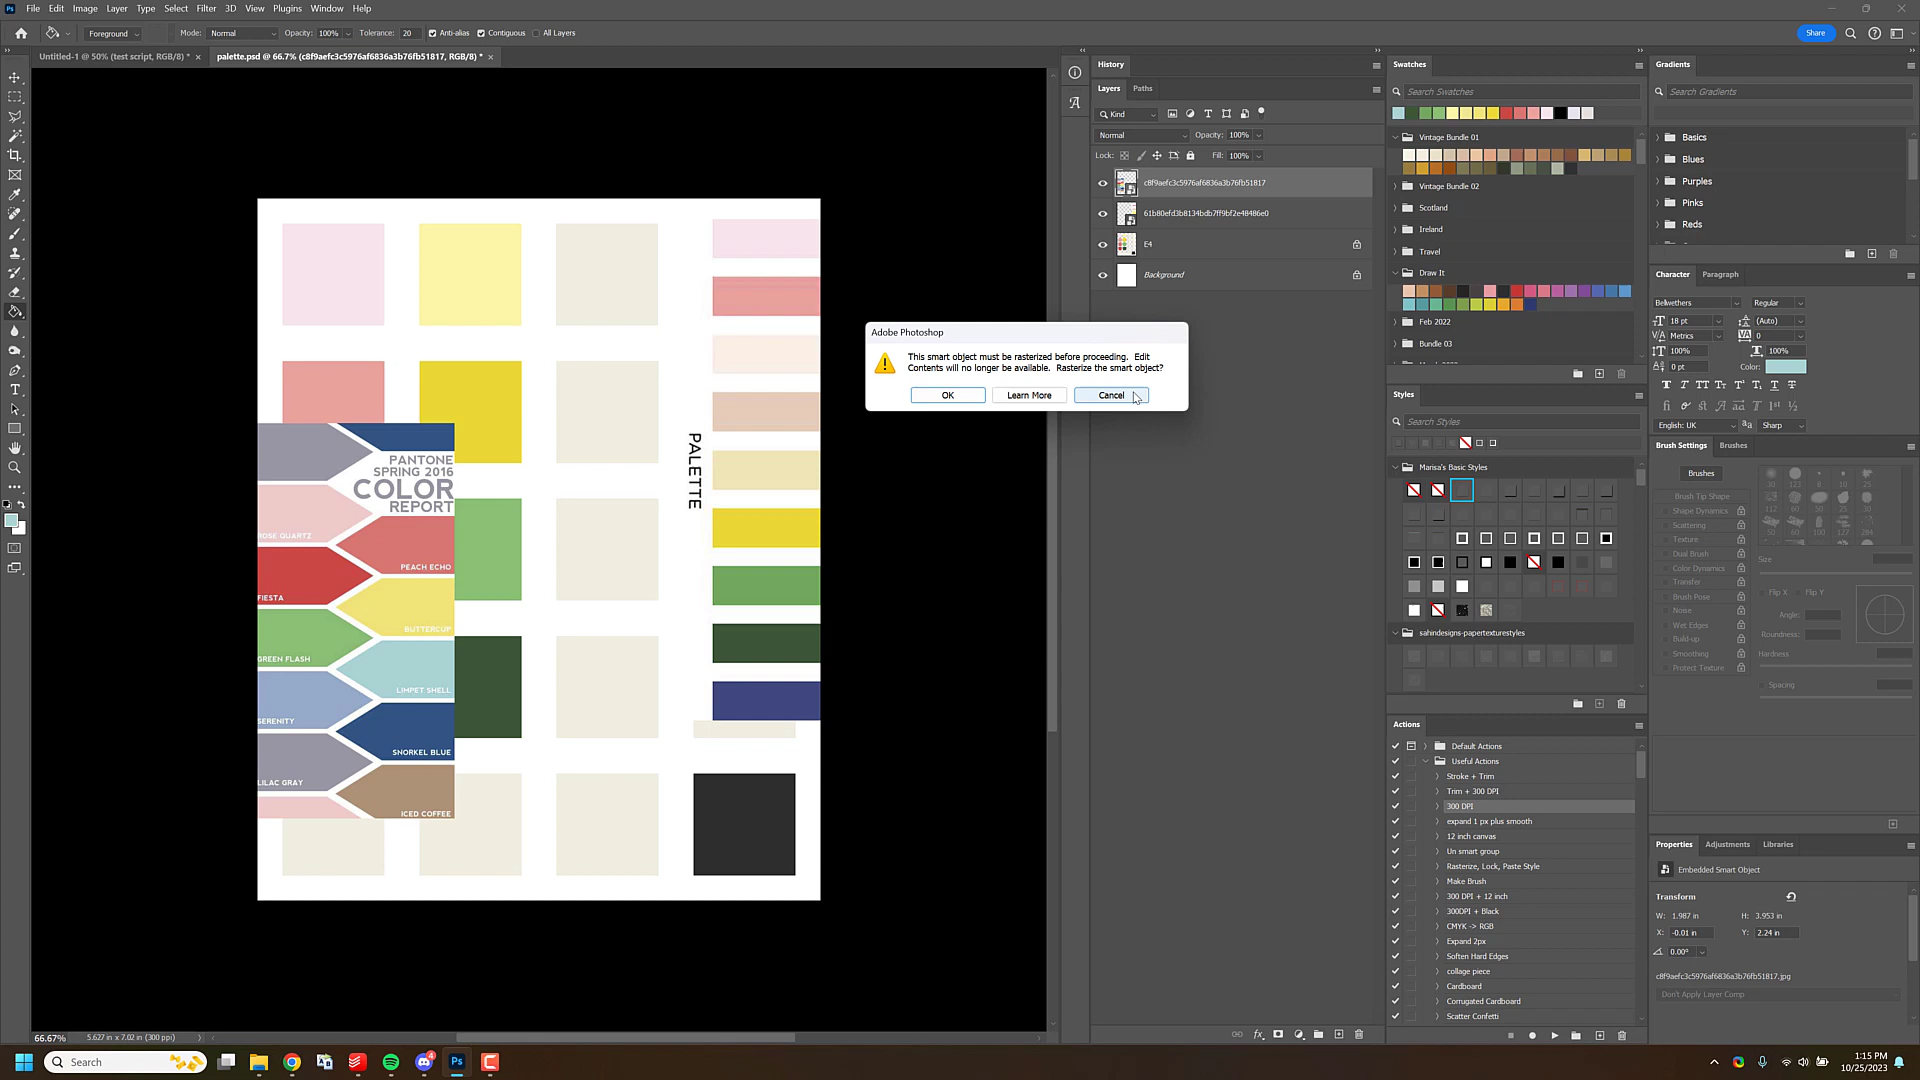 File Edit Image Layer Type Select Filter 3D View Plugins Window Help
Foreground Mode: Normal Opacity: 100% Tolerance: 20 Anti-alias Contiguous All Layers Share
Untitled-1 @ 50% (test script, RGB/8) * palette.psd @ 66.7% (c8f9aefc3c5976af6836a3b76fb51817, RGB/8) *
PANTONE
SPRING 2016
COLOR
REPORT
ROSE QUARTZ
PEACH ECHO
FIESTA
BUTTERCUP
GREEN FLASH
LIMPET SHELL
SERENITY
SNORKEL BLUE
LILAC GRAY
ICED COFFEE
PALETTE
66.67% 5.627 in x 7.02 in (300 ppi)
History
Layers Paths
Kind
Normal Opacity: 100%
Lock: Fill: 100%
c8f9aefc3c5976af6836a3b76fb51817
61b80efd3b8134bdb7ff9bf2e48486e0
E4
Background
Adobe Photoshop
This smart object must be rasterized before proceeding. Edit
Contents will no longer be available. Rasterize the smart object?
OK Learn More Cancel
Swatches
Search Swatches
Vintage Bundle 01
Vintage Bundle 02
Scotland
Ireland
Travel
Draw It
Feb 2022
Bundle 03
Styles
Search Styles
Marisa's Basic Styles
sahindesigns-papertexturestyles
Actions
Default Actions
Useful Actions
Stroke + Trim
Trim + 300 DPI
300 DPI
expand 1 px plus smooth
12 inch canvas
Un smart group
Rasterize, Lock, Paste Style
Make Brush
300 DPI + 12 inch
300DPI + Black
CMYK -> RGB
Expand 2px
Soften Hard Edges
collage piece
Cardboard
Corrugated Cardboard
Scatter Confetti
Gradients
Search Gradients
Basics
Blues
Purples
Pinks
Reds
Character Paragraph
Bellwethers Regular
18 pt (Auto)
Metrics 0
100% 100%
0 pt Color:
English: UK Sharp
Brush Settings Brushes
Brushes
Brush Tip Shape
Shape Dynamics
Scattering
Texture
Dual Brush
Color Dynamics
Transfer
Brush Pose
Noise
Wet Edges
Build-up
Smoothing
Protect Texture
Size
Flip X Flip Y
Angle:
Roundness:
Hardness
Spacing
Properties Adjustments Libraries
Embedded Smart Object
Transform
W: 1.987 in H: 3.953 in
X: -0.01 in Y: 2.24 in
0.00°
c8f9aefc3c5976af6836a3b76fb51817.jpg
Don't Apply Layer Comp
Search
1:15 PM
10/25/2023